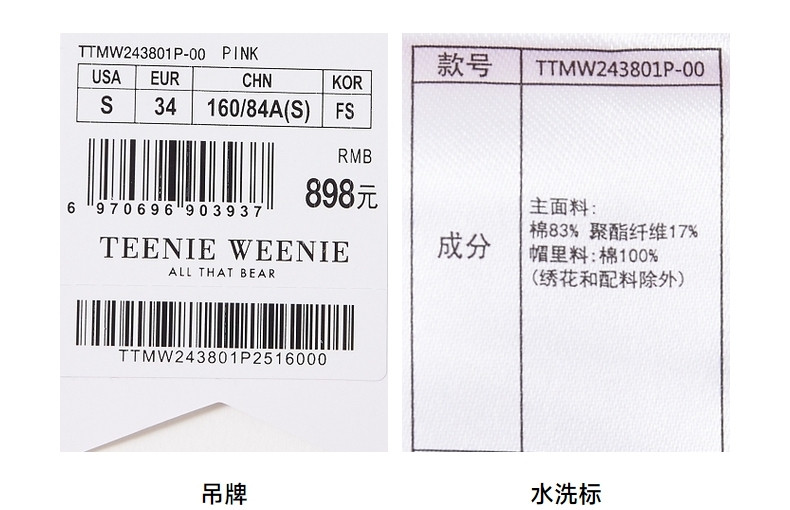 TTMW243801P-00 PINK
USA EUR CHN KOR
S 34 160/84A(S) FS
RMB
898元
6 970696 903937
TEENIE WEENIE
ALL THAT BEAR
TTMW243801P2516000
吊牌
款号 TTMW243801P-00
成分
主面料:
棉83% 聚酯纤维17%
帽里料:棉100%
(绣花和配料除外)
水洗标